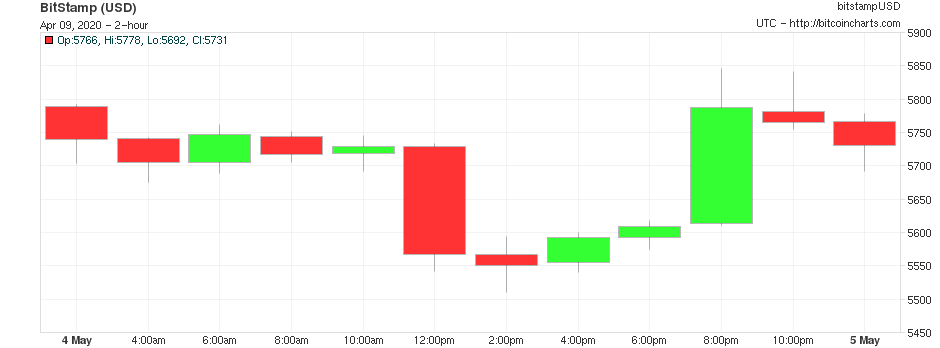 BitStamp (USD)
bitstampUSD
Apr 09, 2020 - 2-hour
UTC - http://bitcoincharts.com
Op:5766, Hi:5778, Lo:5692, Cl:5731
5900
5850
5800
5750
5700
5650
5600
5550
5500
5450
4 May 4:00am 6:00am 8:00am 10:00am 12:00pm 2:00pm 4:00pm 6:00pm 8:00pm 10:00pm 5 May